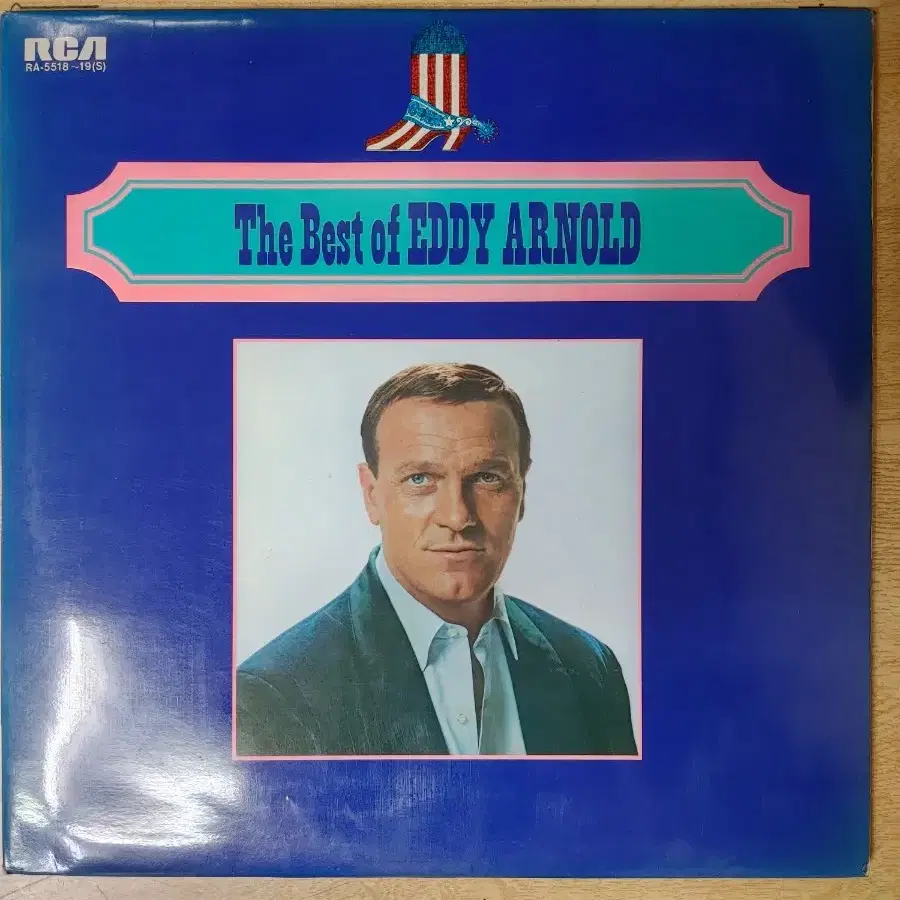 RCA
RA-5518~19(S)
The Best of EDDY ARNOLD